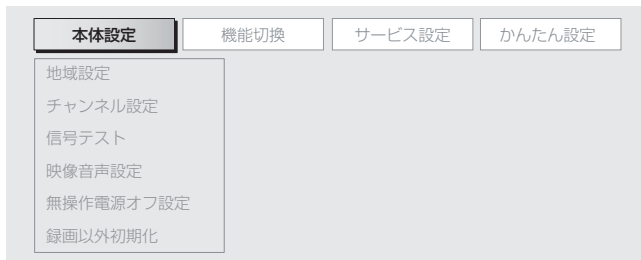 本体設定 機能切換 サービス設定 かんたん設定
地域設定
チャンネル設定
信号テスト
映像音声設定
無操作電源オフ設定
録画以外初期化